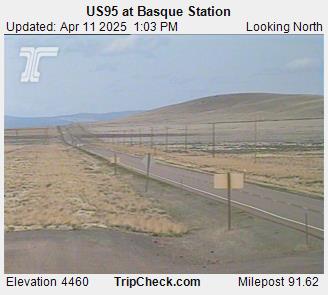 US95 at Basque Station
Updated: Apr 11 2025 1:03 PM Looking North
Elevation 4460 TripCheck.com Milepost 91.62